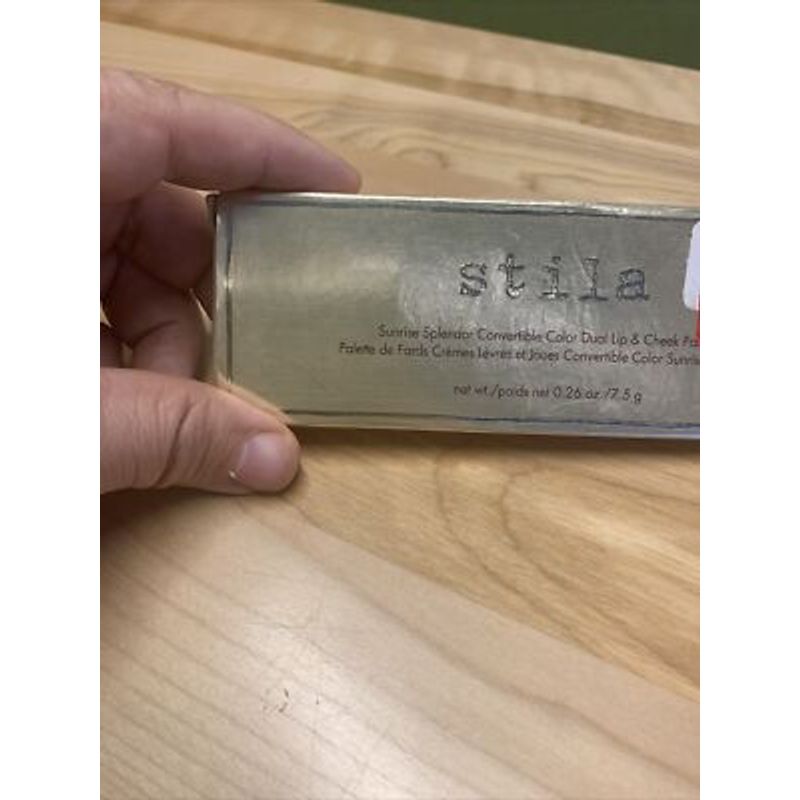 stila
Sunrise Splendor Convertible Color Dual Lip & Cheek
Palette de Fards Crèmes Lèvres et Joues Convertible Color
net wt./poids net 0.26 oz./7.5 g